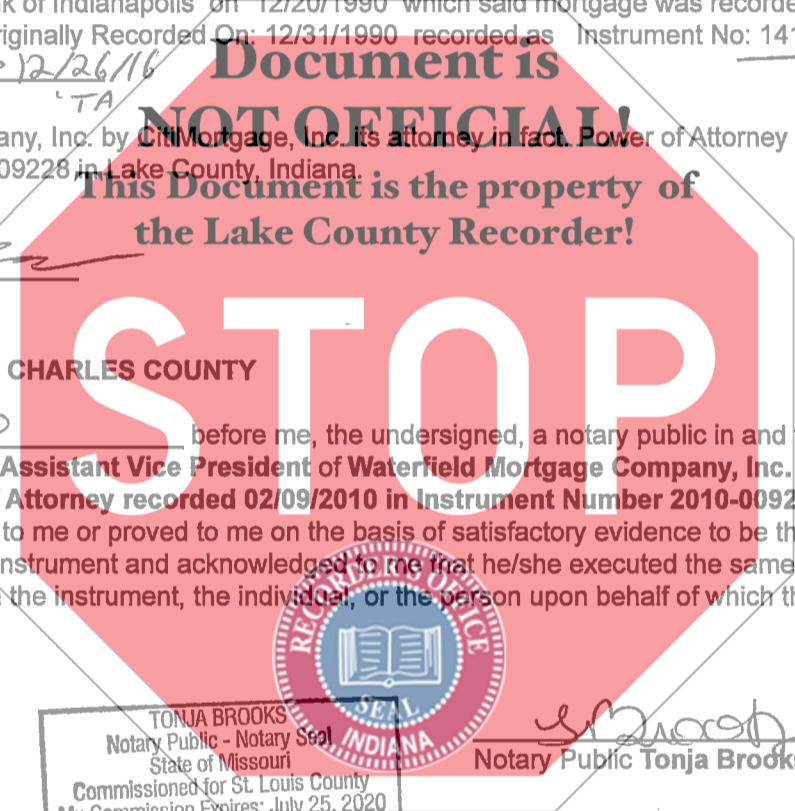 k of Indianapolis on 12/20/1990 which said mortgage was recorde
riginally Recorded On: 12/31/1990 recorded as Instrument No: 141
Document is
12/26/16
TA
NOT OFFICIAL!
any, Inc. by CitiMortgage, Inc. its attorney in fact. Power of Attorney
09228 in Lake County, Indiana.
This Document is the property of
the Lake County Recorder!
STOP
CHARLES COUNTY
before me, the undersigned, a notary public in and
Assistant Vice President of Waterfield Mortgage Company, Inc.
Attorney recorded 02/09/2010 in Instrument Number 2010-0092
to me or proved to me on the basis of satisfactory evidence to be th
nstrument and acknowledged to me that he/she executed the same
the instrument, the individual, or the person upon behalf of which th
RECORDER'S OFFICE
SEAL
INDIANA
TONJA BROOKS
Notary Public - Notary Seal
State of Missouri
Commissioned for St. Louis County
My Commission Expires: July 25, 2020
Notary Public Tonja Brooks